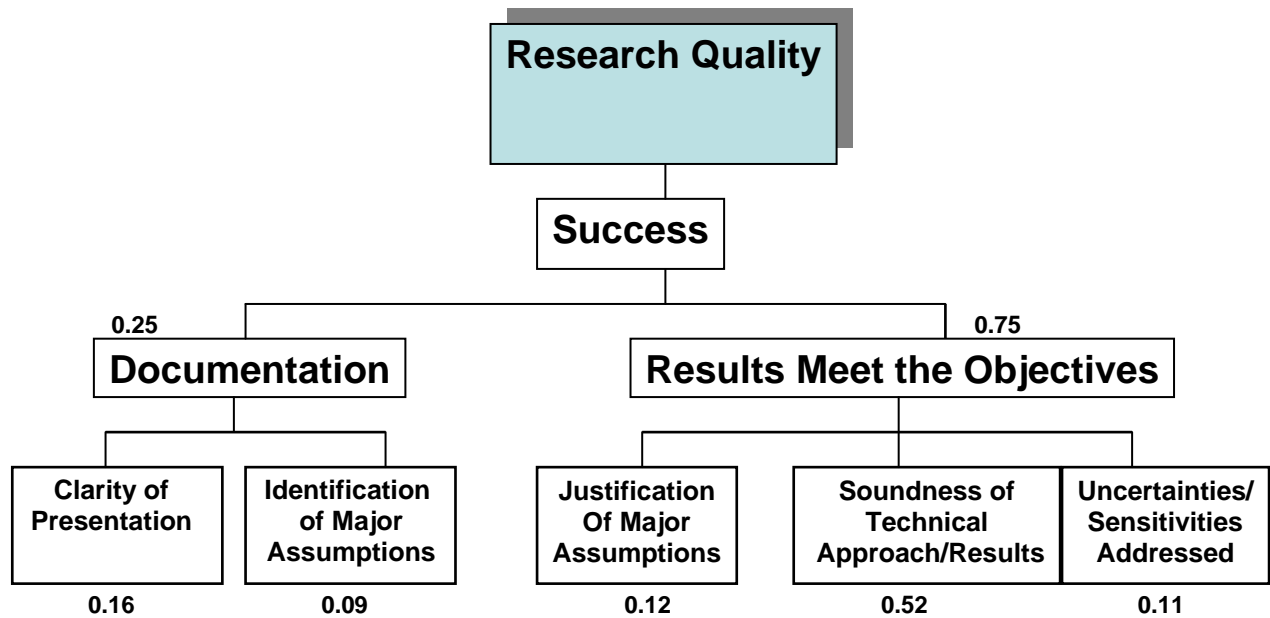 Research Quality
Success
0.25
0.75
Documentation
Results Meet the Objectives
Clarity of
Presentation
Identification
of Major
Assumptions
Justification
Of Major
Assumptions
Soundness of
Technical
Approach/Results
Uncertainties/
Sensitivities
Addressed
0.16
0.09
0.12
0.52
0.11